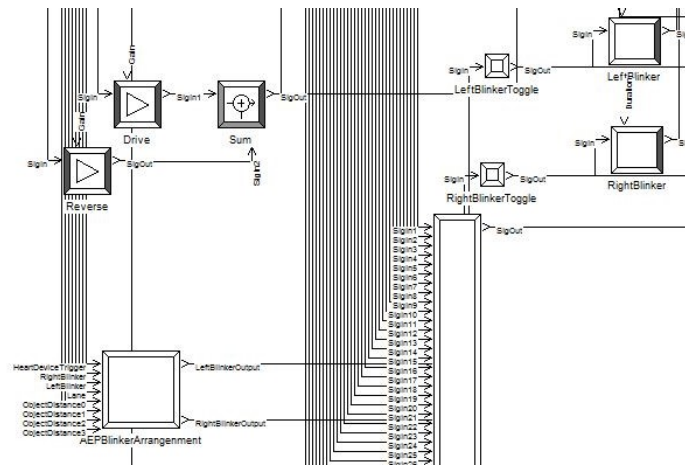 Gain
SigIn
SigIn1
SigOut
Drive
Sum
Gain
SigIn
SigOut
SigIn2
Reverse
SigIn
SigOut
LeftBlinkerToggle
SigIn
LeftBlinker
Duration
SigIn
RightBlinker
SigIn
SigOut
RightBlinkerToggle
SigIn1
SigIn2
SigIn3
SigIn4
SigIn5
SigIn6
SigIn7
SigIn8
SigIn9
SigIn10
SigIn11
SigIn12
SigIn13
SigIn14
SigIn15
SigIn16
SigIn17
SigIn18
SigIn19
SigIn20
SigIn21
SigIn22
SigIn23
SigIn24
SigIn25
SigOut
HeartDeviceTrigger
RightBlinker
LeftBlinker
Lane
ObjectDistance0
ObjectDistance1
ObjectDistance2
ObjectDistance3
LeftBlinkerOutput
RightBlinkerOutput
AEPBlinkerArrangenment